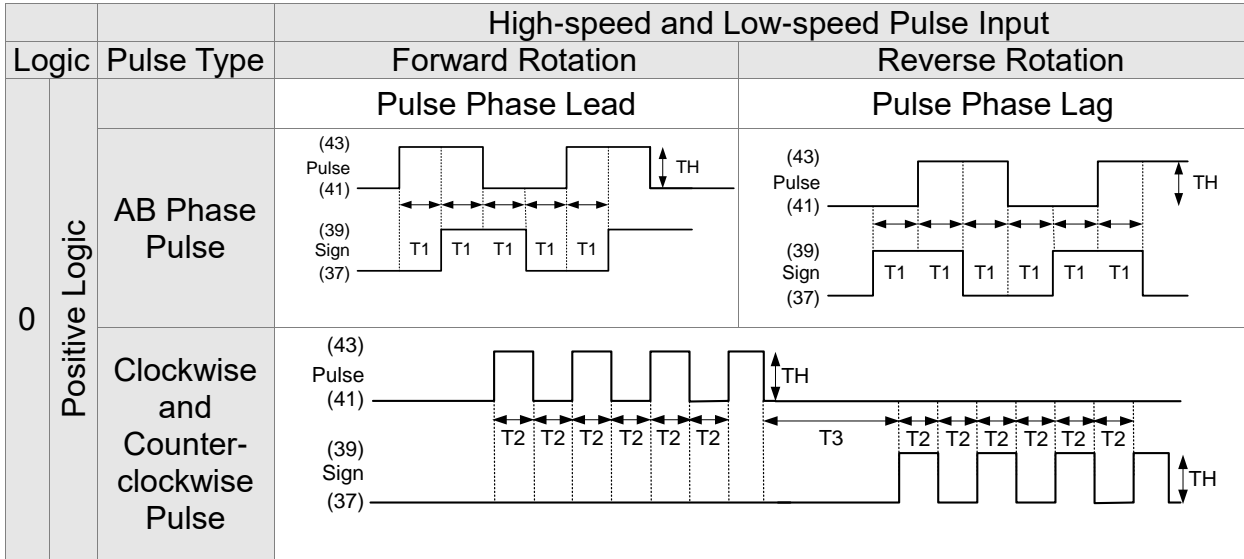 High-speed and Low-speed Pulse Input
Logic Pulse Type Forward Rotation Reverse Rotation
0
Positive Logic
AB Phase
Pulse
Pulse Phase Lead
(43)
Pulse
(41)
TH
(39)
Sign
(37)
T1 T1 T1 T1 T1
Pulse Phase Lag
(43)
Pulse
(41)
TH
(39)
Sign
(37)
T1 T1 T1 T1 T1 T1
Clockwise
and
Counter-
clockwise
Pulse
(43)
Pulse
(41)
TH
T2 T2 T2 T2 T2 T2 T3 T2 T2 T2 T2 T2 T2
(39)
Sign
(37)
TH